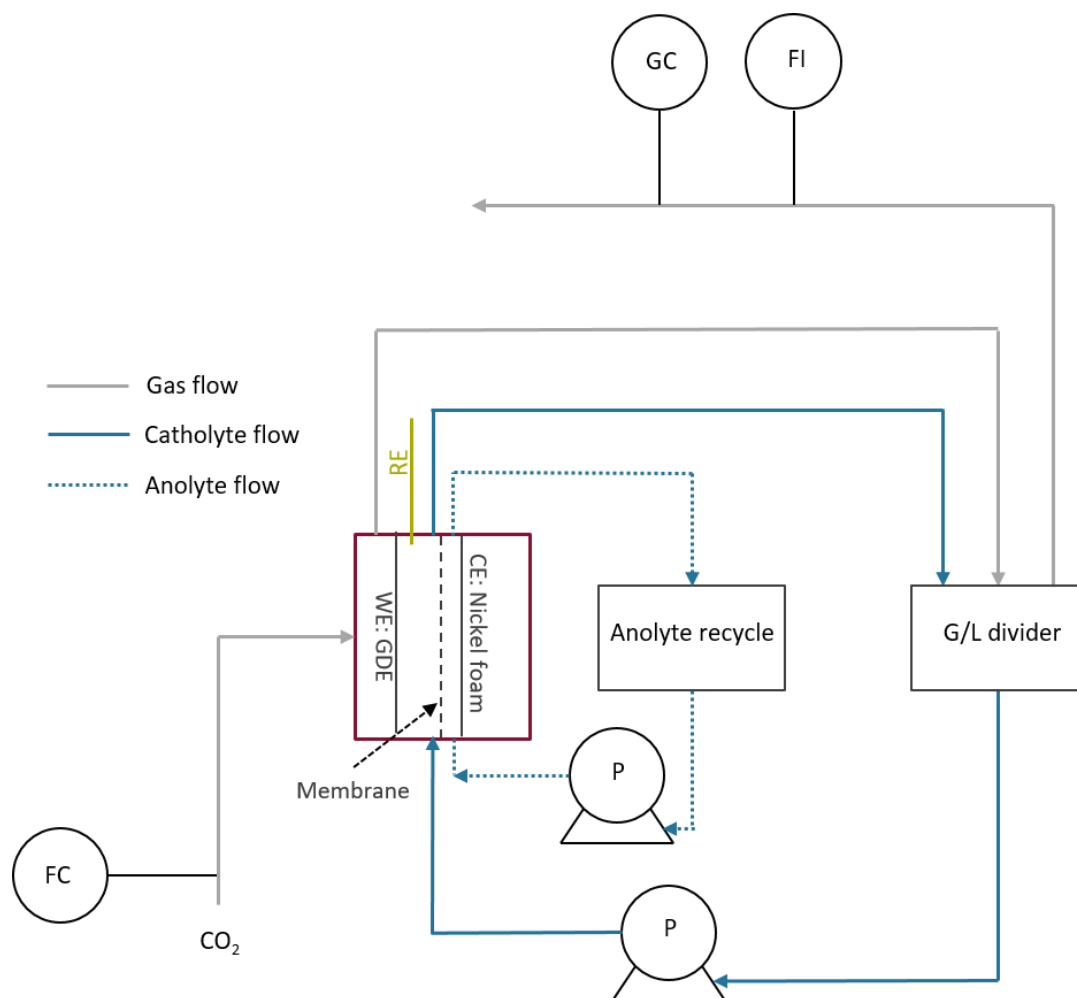 GC
FI
Gas flow
Catholyte flow
Anolyte flow
RE
WE: GDE
CE: Nickel foam
Anolyte recycle
G/L divider
Membrane
P
FC
CO₂
P